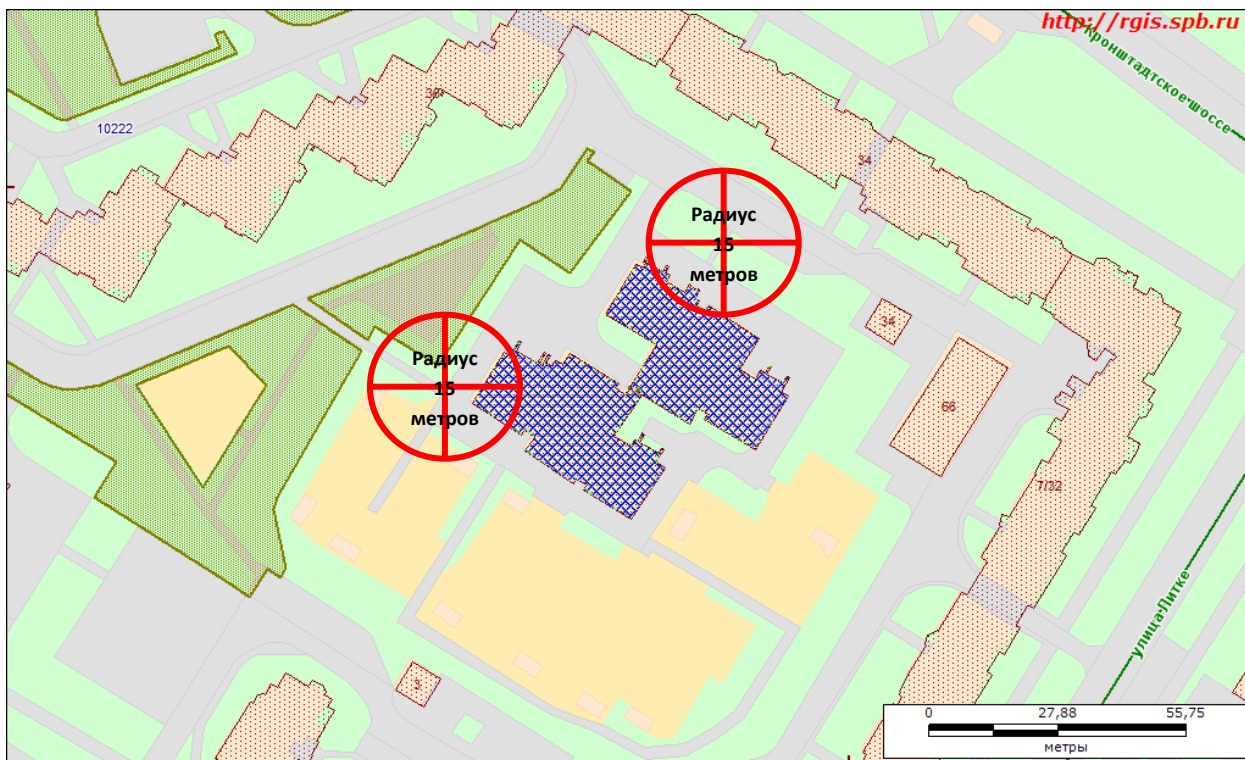 http://rgis.spb.ru
Кронштадтское шоссе
10222
34
Радиус
15
метров
34
Радиус
15
метров
66
7/32
улица Литке
3
0 27,88 55,75
метры